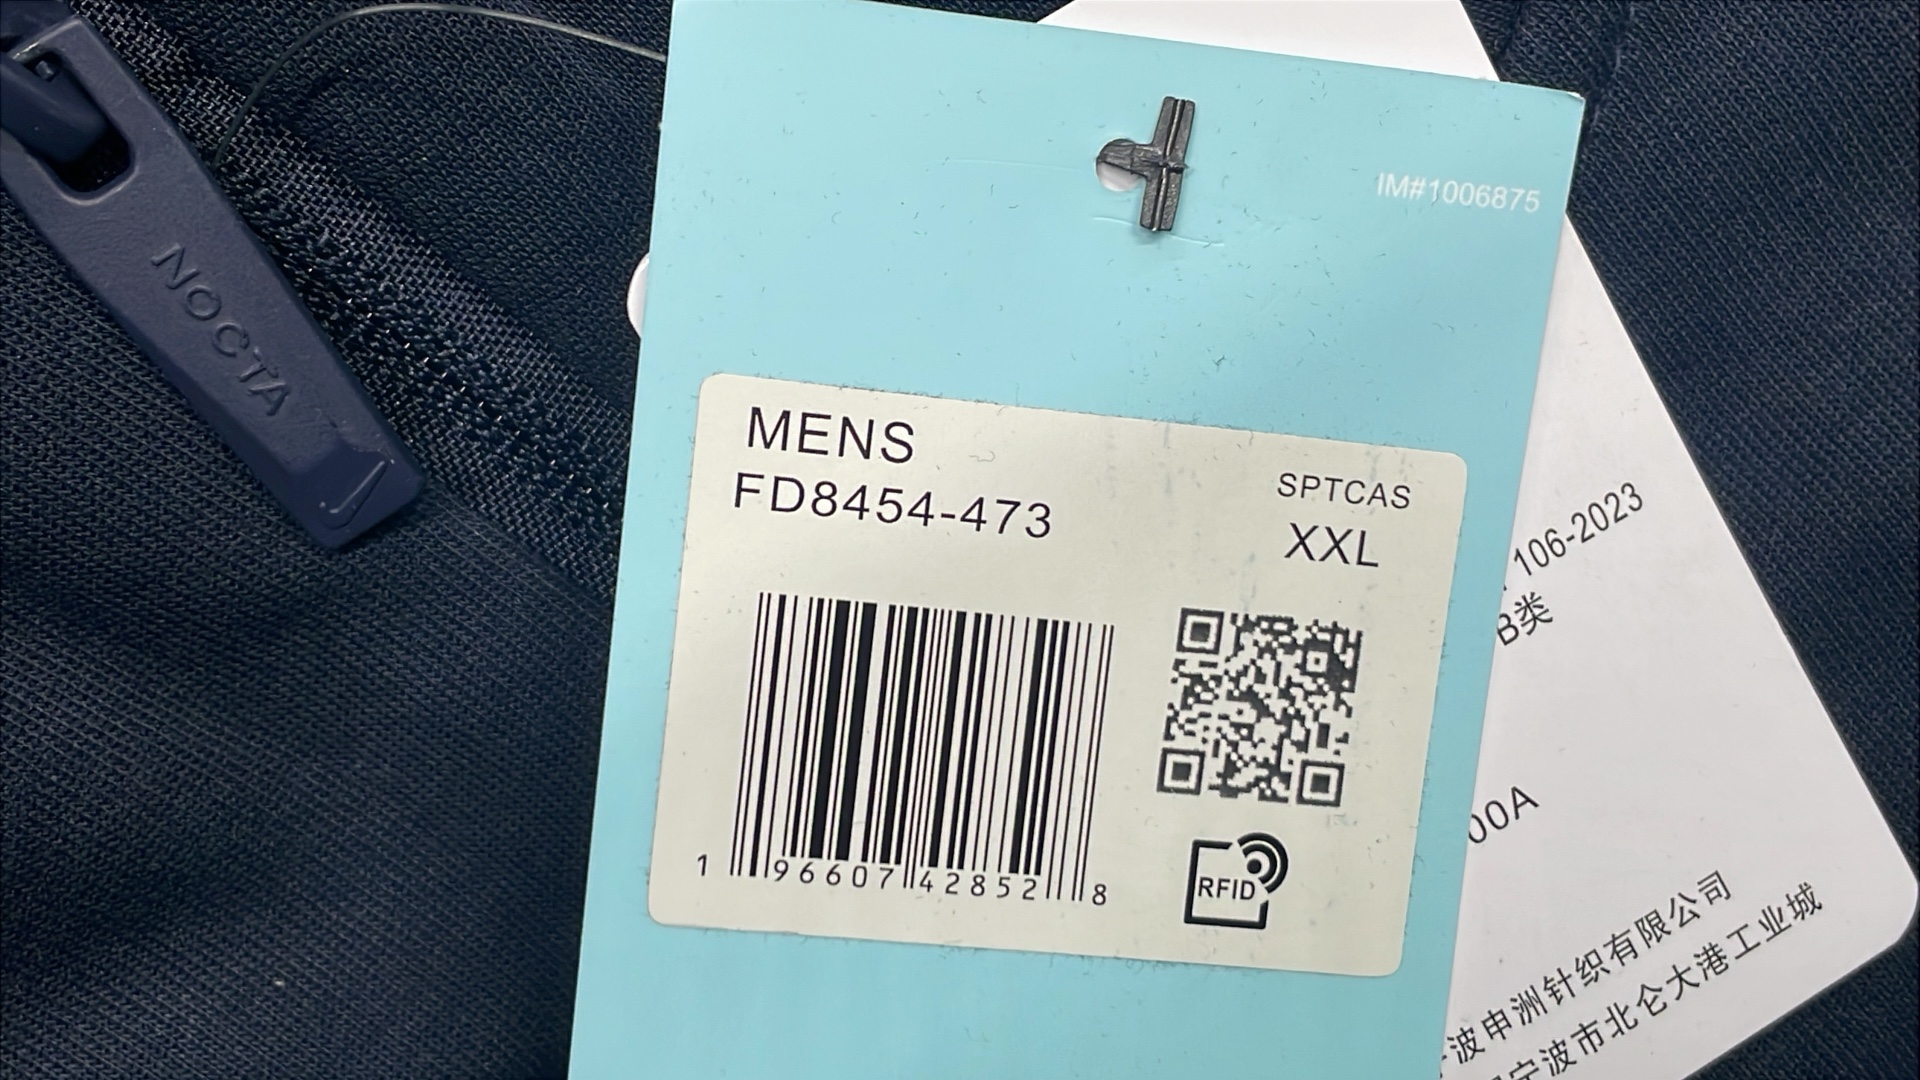 NOCTA
IM#1006875
MENS
FD8454-473
SPTCAS
XXL
1 96607 42852 8
RFID
106-2023
B类
00A
波申洲针织有限公司
宁波市北仑大港工业城